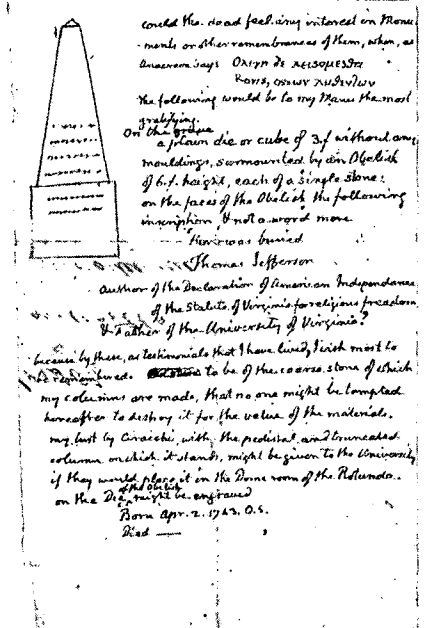 could the dead feel any interest in Monu
-ments or other remembrances of them, when, as
Anacreon says Ολιγη δε κεισομεσθα
Κονις, οστεων λυθεντων
the following would be to my Manes the most
gratifying.
On the grave
a plain die or cube of 3.f without any
mouldings, surmounted by an Obelisk
of 6.f height, each of a single stone:
on the faces of the Obelisk the following
inscription, & not a word more
'Here was buried
Thomas Jefferson
Author of the Declaration of American Independance
of the Statute of Virginia for religious freedom
& Father of the University of Virginia.'
because by these, as testimonials that I have lived, I wish most to
be remembered. to be of the coarse stone of which
my columns are made, that no one might be tempted
hereafter to destroy it for the value of the materials.
my bust by Ciracchi, with the pedestal and truncated
column on which it stands, might be given to the University
if they would place it in the Dome room of the Rotunda.
on the Die of the Obelisk might be engraved
Born Apr. 2. 1743. O.S.
Died ——